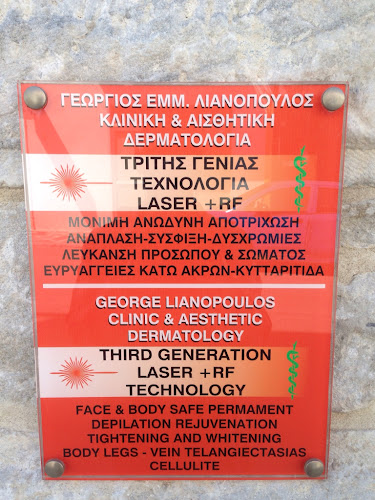 ΓΕΩΡΓΙΟΣ ΕΜΜ. ΛΙΑΝΟΠΟΥΛΟΣ
ΚΛΙΝΙΚΗ & ΑΙΣΘΗΤΙΚΗ
ΔΕΡΜΑΤΟΛΟΓΙΑ
ΤΡΙΤΗΣ ΓΕΝΙΑΣ
ΤΕΧΝΟΛΟΓΙΑ
LASER +RF
ΜΟΝΙΜΗ ΑΝΩΔΥΝΗ ΑΠΟΤΡΙΧΩΣΗ
ΑΝΑΠΛΑΣΗ-ΣΥΣΦΙΞΗ-ΔΥΣΧΡΩΜΙΕΣ
ΛΕΥΚΑΝΣΗ ΠΡΟΣΩΠΟΥ & ΣΩΜΑΤΟΣ
ΕΥΡΥΑΓΓΕΙΕΣ ΚΑΤΩ ΑΚΡΩΝ-ΚΥΤΤΑΡΙΤΙΔΑ
GEORGE LIANOPOULOS
CLINIC & AESTHETIC
DERMATOLOGY
THIRD GENERATION
LASER +RF
TECHNOLOGY
FACE & BODY SAFE PERMAMENT
DEPILATION REJUVENATION
TIGHTENING AND WHITENING
BODY LEGS - VEIN TELANGIECTASIAS
CELLULITE